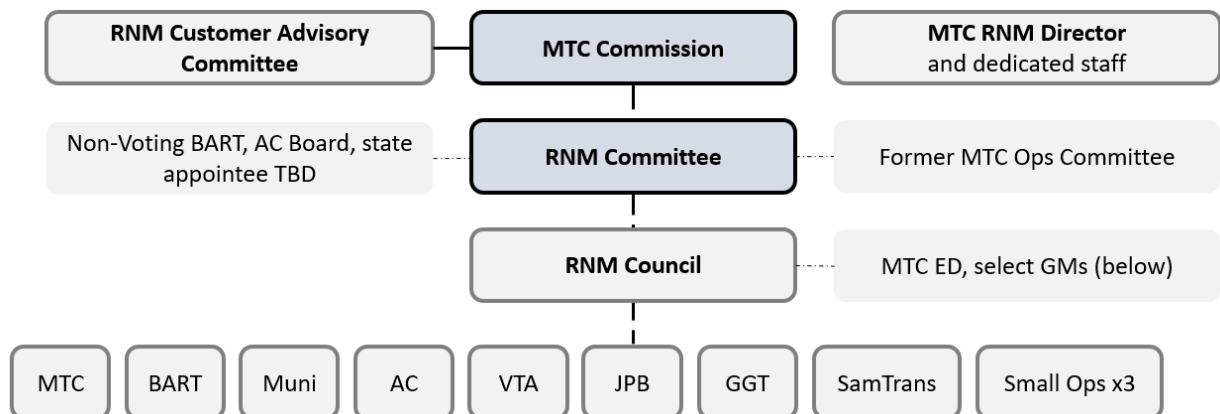 RNM Customer Advisory
Committee
MTC Commission
MTC RNM Director
and dedicated staff
Non-Voting BART, AC Board, state
appointee TBD
RNM Committee
Former MTC Ops Committee
RNM Council
MTC ED, select GMs (below)
MTC
BART
Muni
AC
VTA
JPB
GGT
SamTrans
Small Ops x3